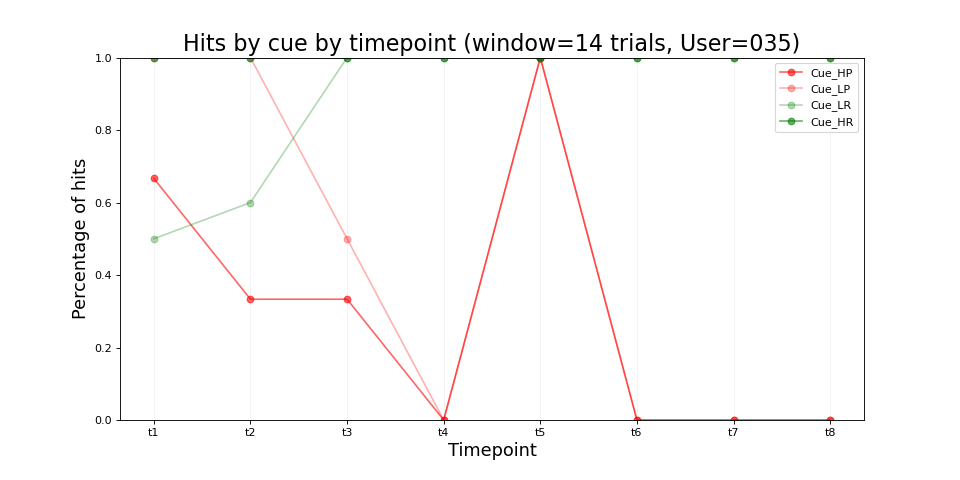 Hits by cue by timepoint (window=14 trials, User=035)
Percentage of hits
1.0
0.8
0.6
0.4
0.2
0.0
Cue_HP
Cue_LP
Cue_LR
Cue_HR
t1 t2 t3 t4 t5 t6 t7 t8
Timepoint